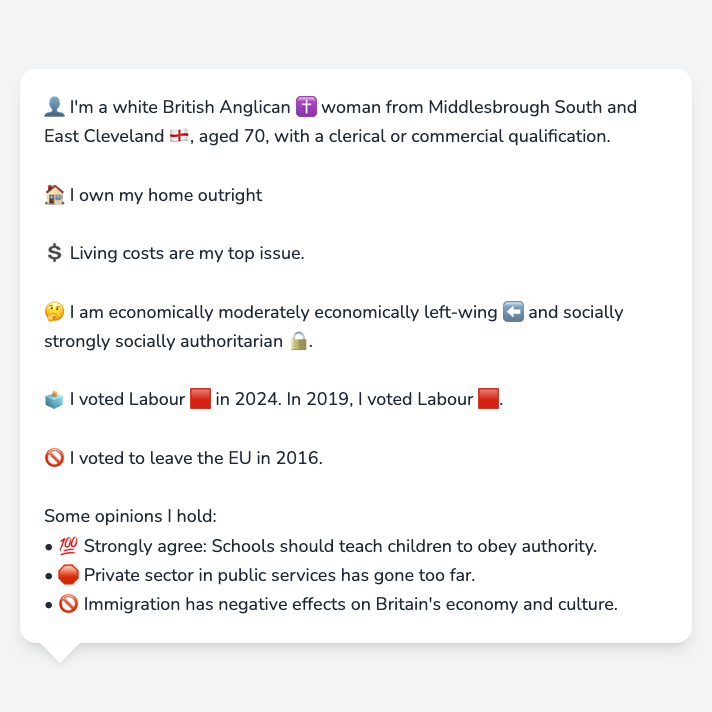 👤 I'm a white British Anglican ✝️ woman from Middlesbrough South and
East Cleveland 🏴󠁧󠁢󠁥󠁮󠁧󠁿, aged 70, with a clerical or commercial qualification.
🏠 I own my home outright
💲 Living costs are my top issue.
🤔 I am economically moderately economically left-wing ⬅️ and socially
strongly socially authoritarian 🔒.
🗳️ I voted Labour 🟥 in 2024. In 2019, I voted Labour 🟥.
🚫 I voted to leave the EU in 2016.
Some opinions I hold:
• 💯 Strongly agree: Schools should teach children to obey authority.
• 🛑 Private sector in public services has gone too far.
• 🚫 Immigration has negative effects on Britain's economy and culture.